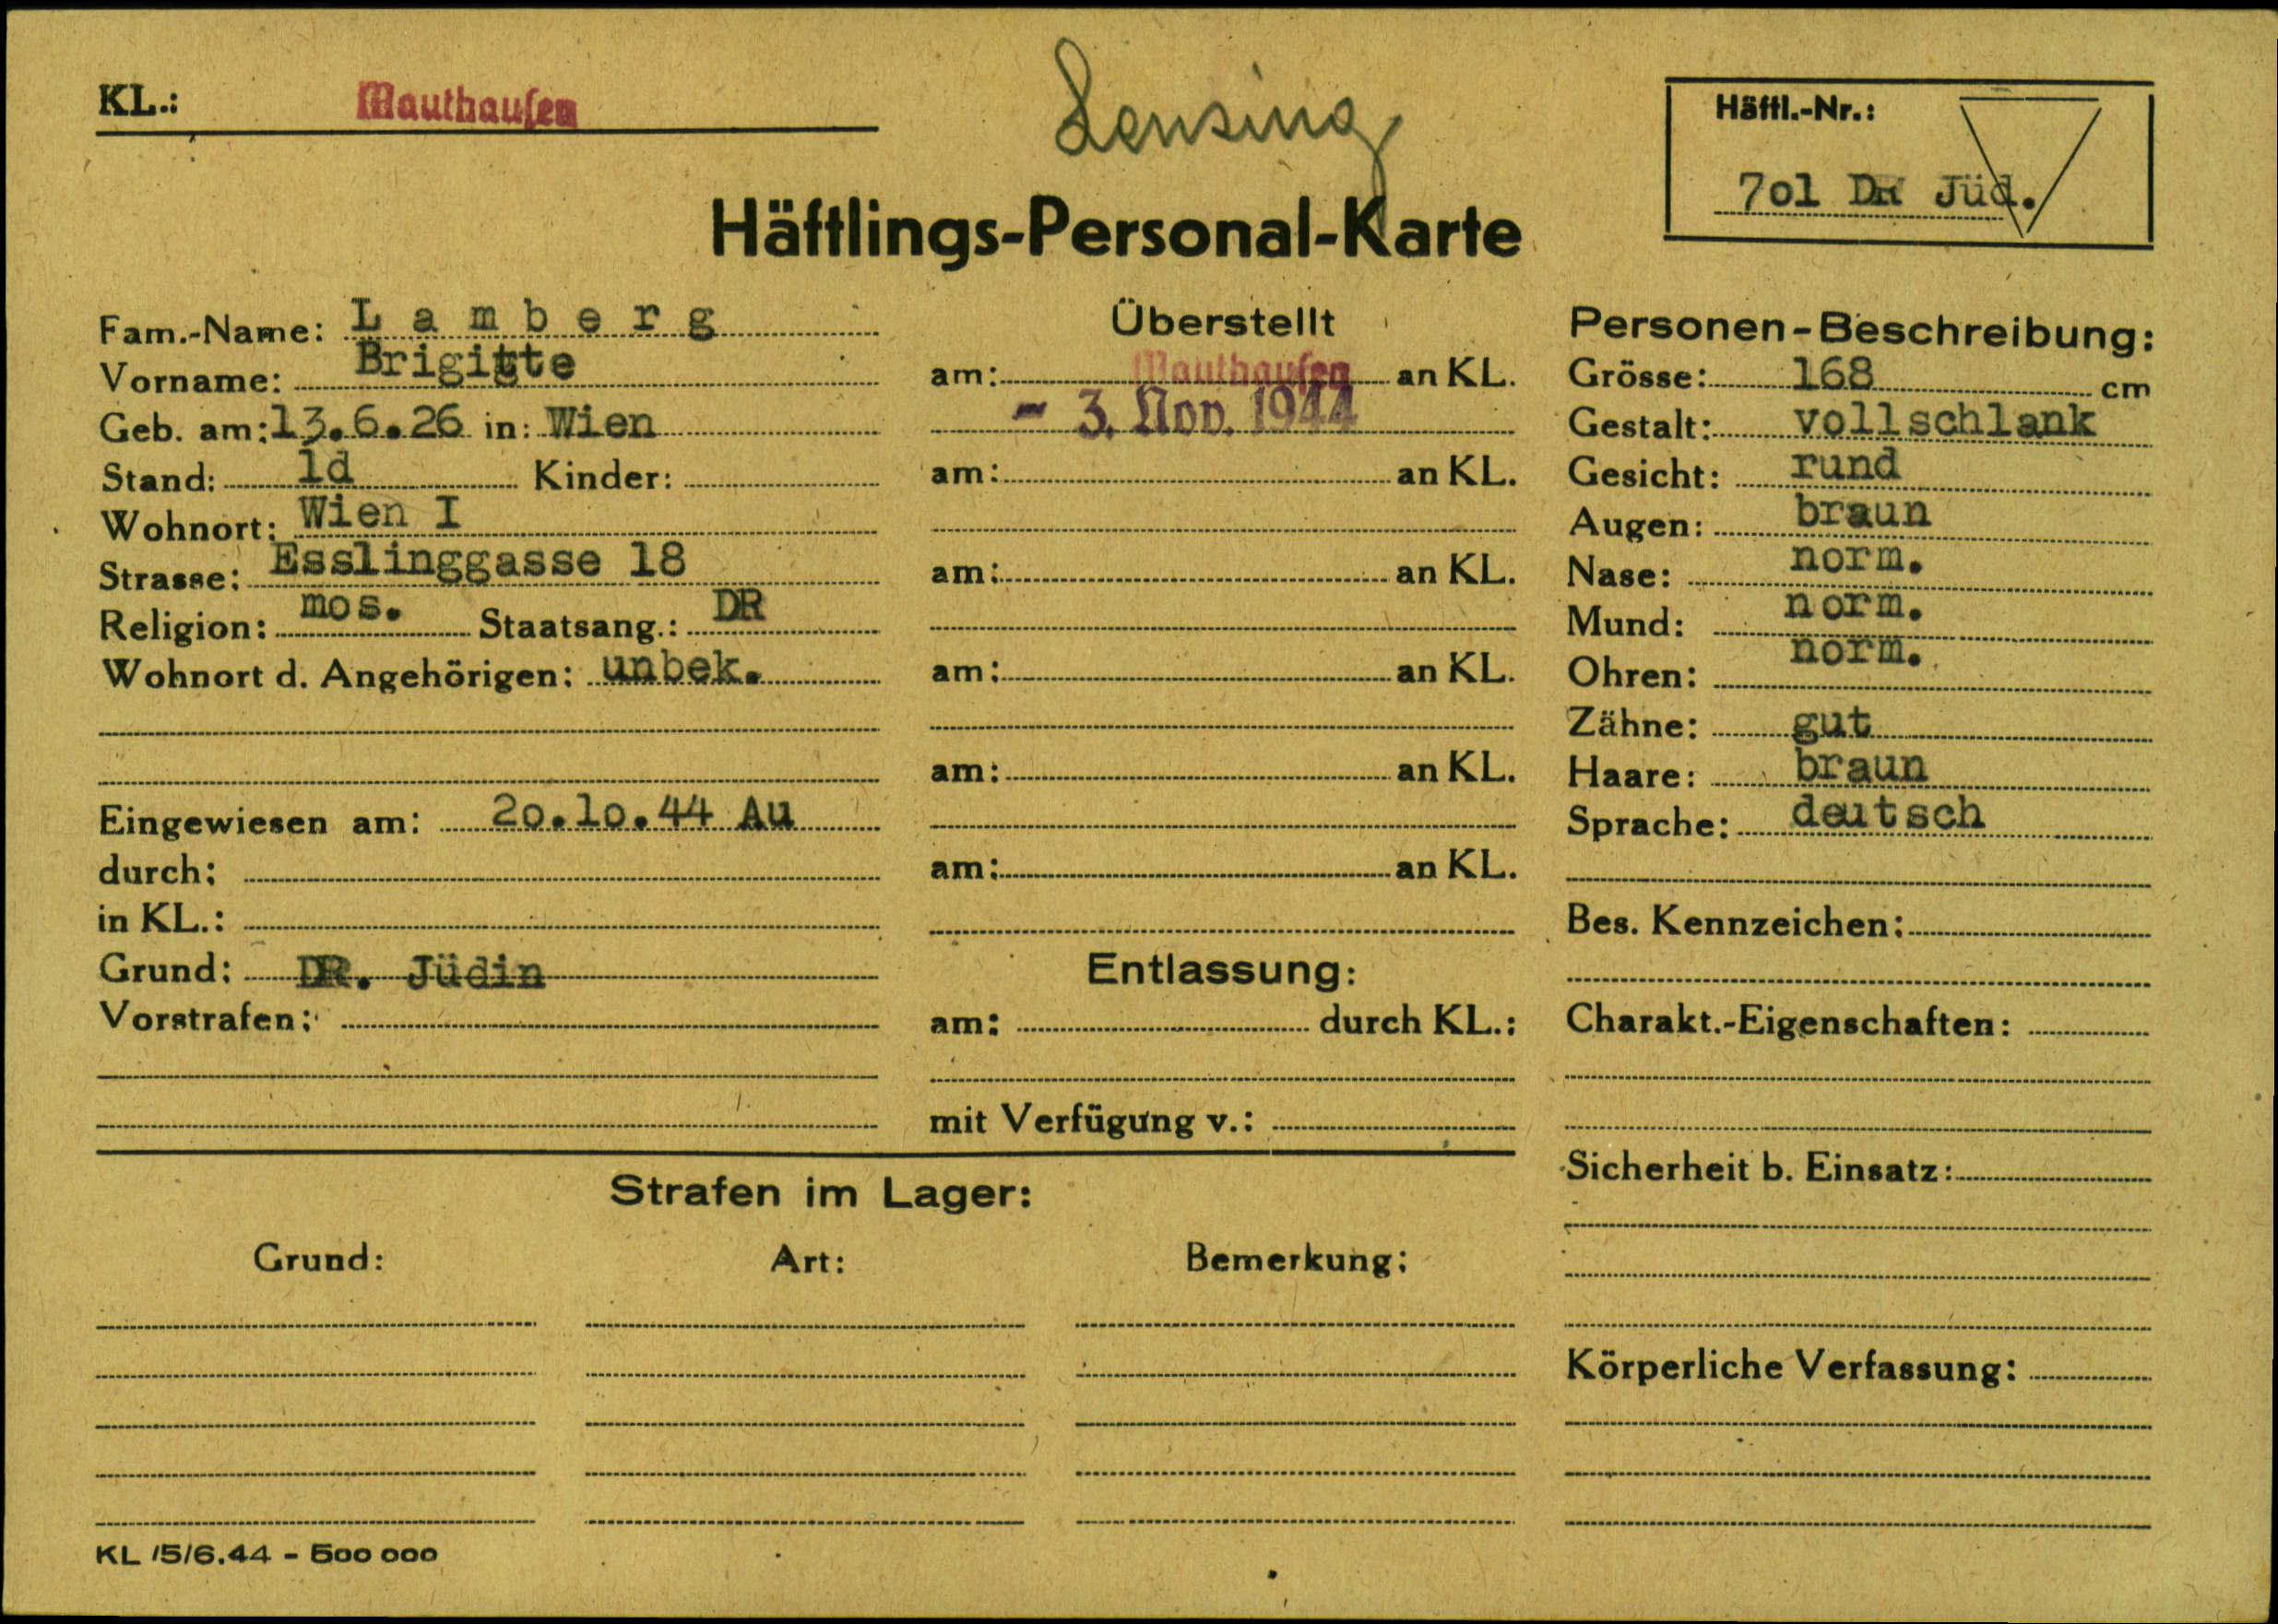 KL.: Mauthausen
Lensing
Häftl.-Nr.:
7ol DR Jüd.
Häftlings-Personal-Karte
Fam.-Name: L a m b e r g
Vorname: Brigitte
Geb. am: 13.6.26 in: Wien
Stand: ld Kinder:
Wohnort: Wien I
Strasse: Esslinggasse 18
Religion: mos. Staatsang.: DR
Wohnort d. Angehörigen: unbek.
Eingewiesen am: 2o.lo.44 Au
durch:
in KL.:
Grund: DR. Jüdin
Vorstrafen:
Überstellt
am: Mauthausen an KL.
- 3. Nov. 1944
am: an KL.
am: an KL.
am: an KL.
am: an KL.
am: an KL.
Entlassung:
am: durch KL.:
mit Verfügung v.:
Personen-Beschreibung:
Grösse: 168 cm
Gestalt: vollschlank
Gesicht: rund
Augen: braun
Nase: norm.
Mund: norm.
Ohren: norm.
Zähne: gut
Haare: braun
Sprache: deutsch
Bes. Kennzeichen:
Charakt.-Eigenschaften:
Sicherheit b. Einsatz:
Körperliche Verfassung:
Strafen im Lager:
Grund: Art: Bemerkung:
KL /5/6.44 - 500 000